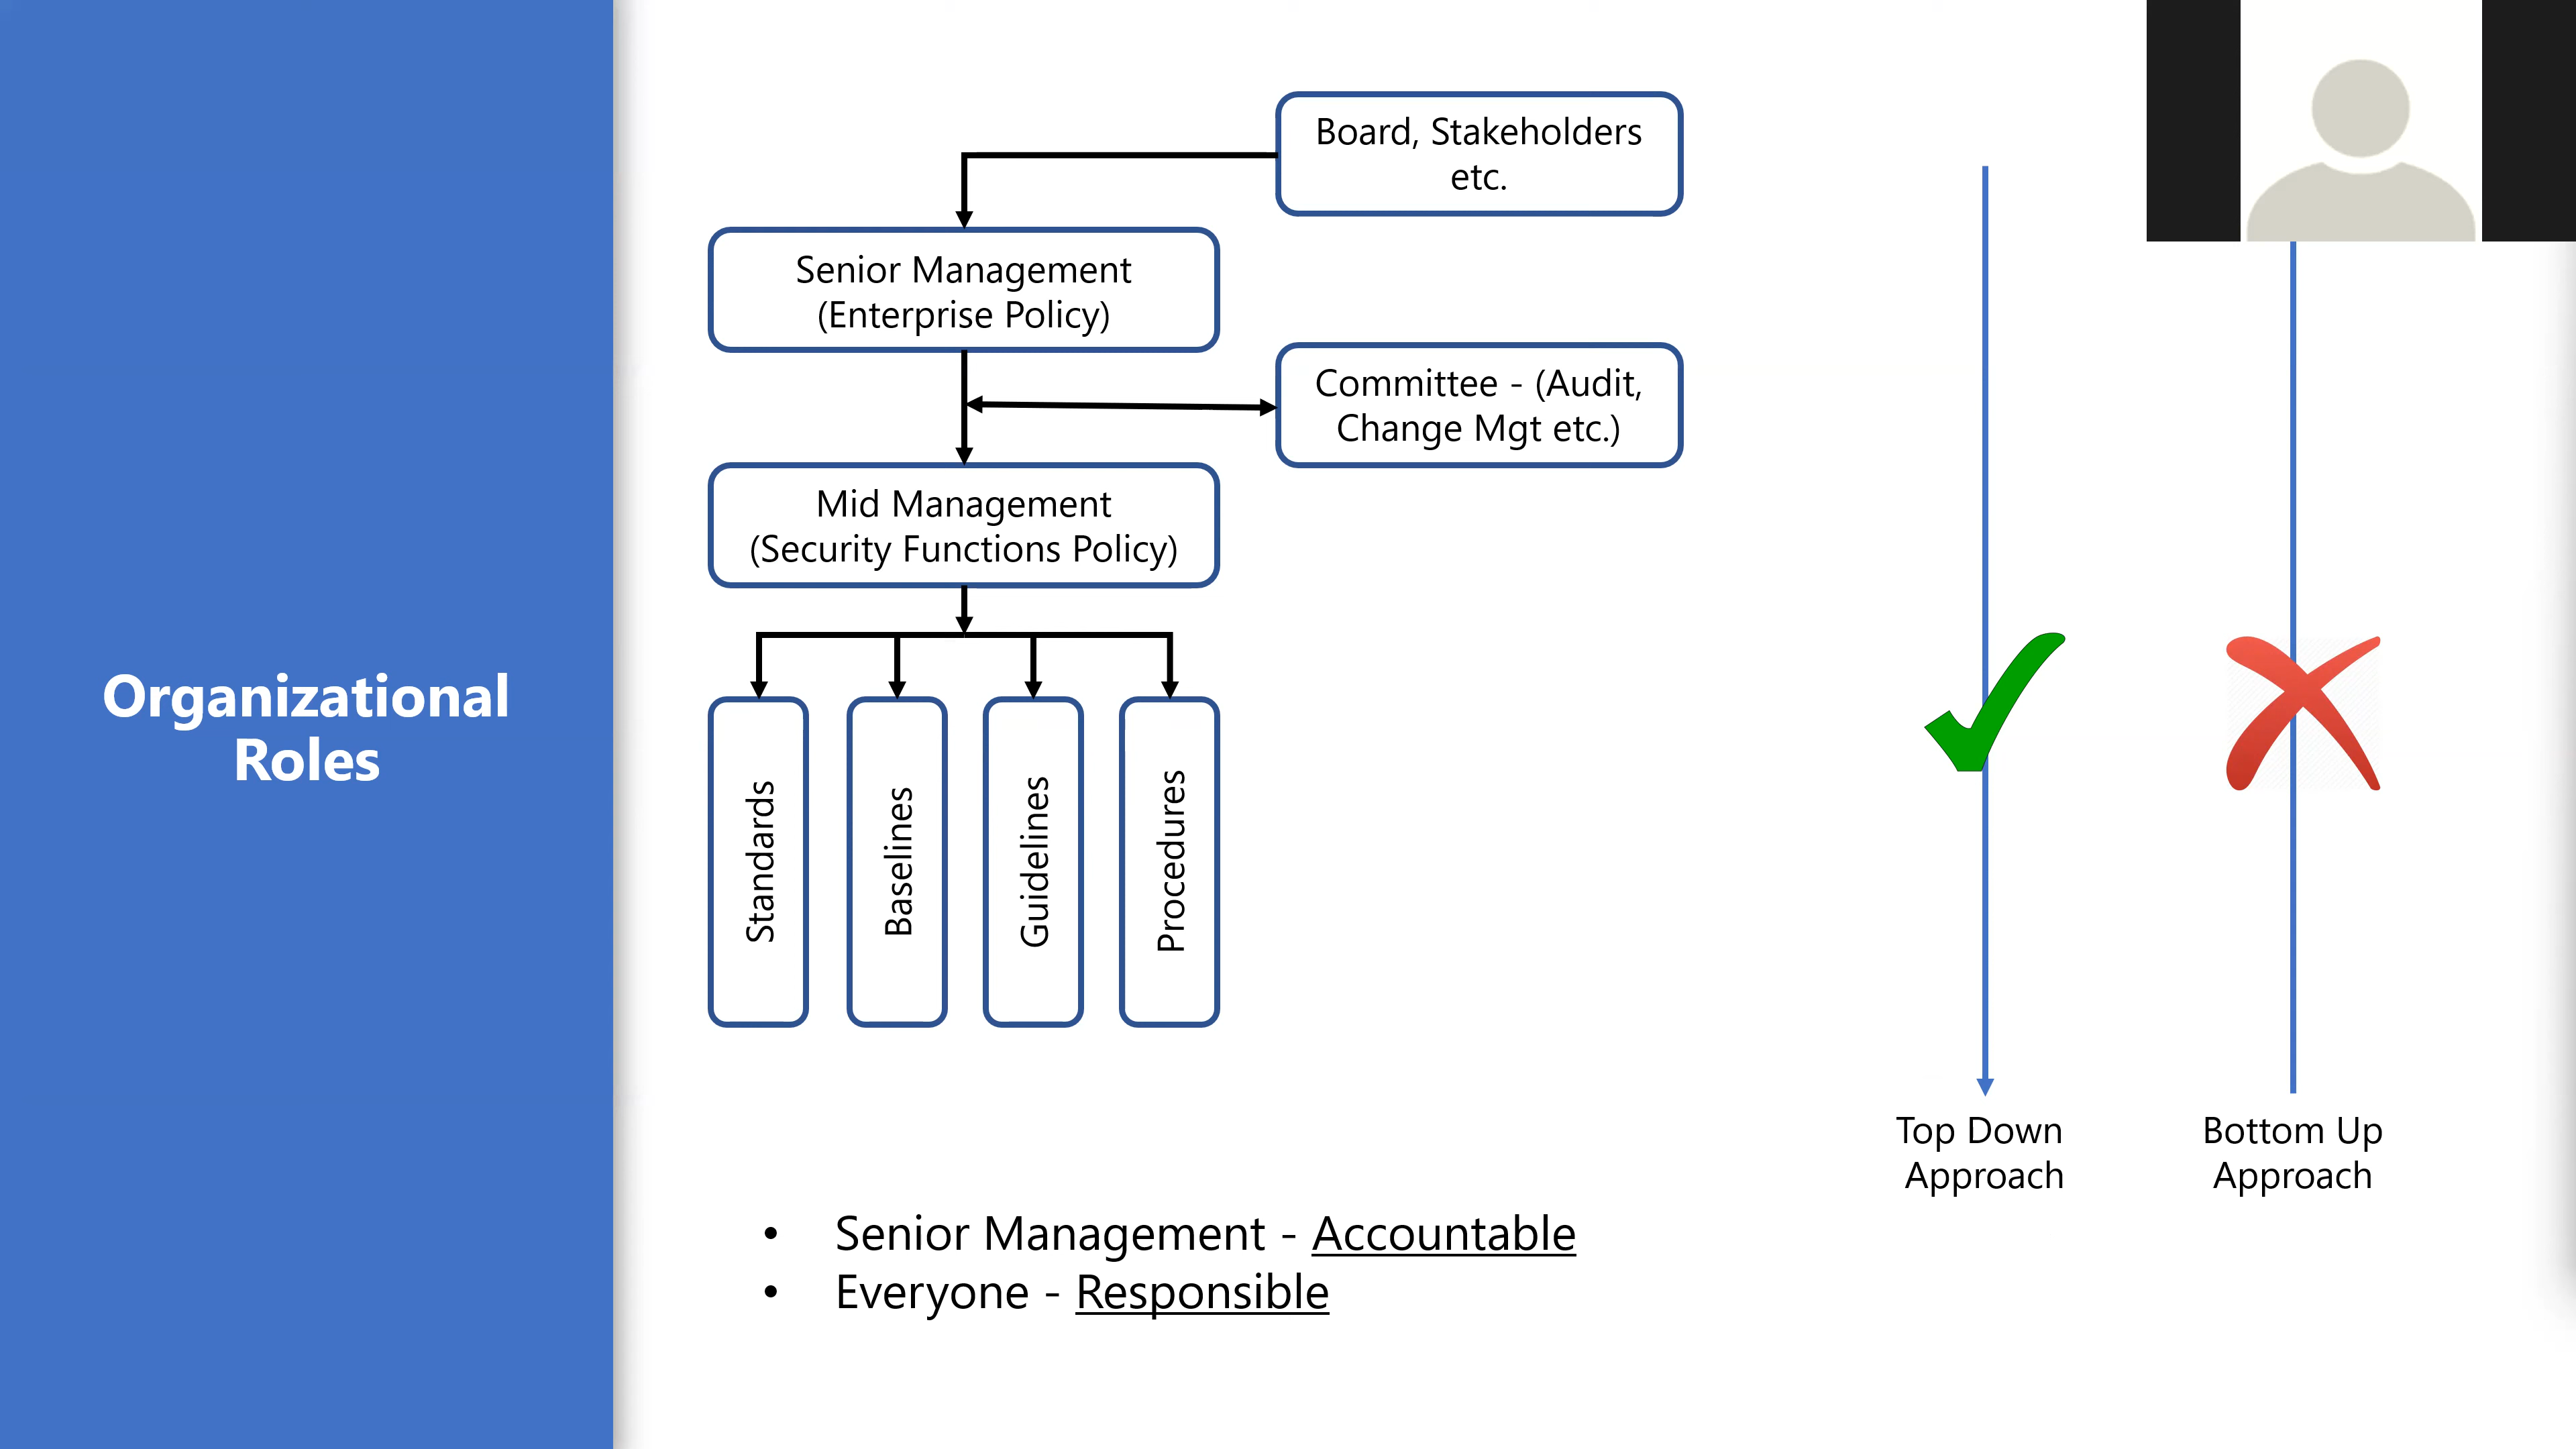 Organizational
Roles
Board, Stakeholders
etc.
Senior Management
(Enterprise Policy)
Committee - (Audit,
Change Mgt etc.)
Mid Management
(Security Functions Policy)
Standards
Baselines
Guidelines
Procedures
Top Down
Approach
Bottom Up
Approach
• Senior Management - Accountable
• Everyone - Responsible